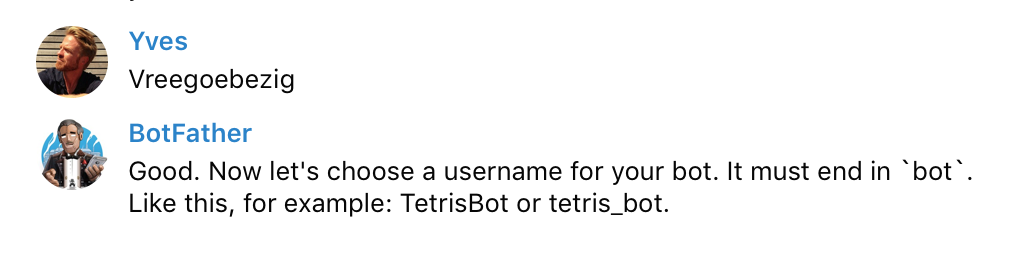 Yves
Vreegoebezig
BotFather
Good. Now let's choose a username for your bot. It must end in `bot`.
Like this, for example: TetrisBot or tetris_bot.